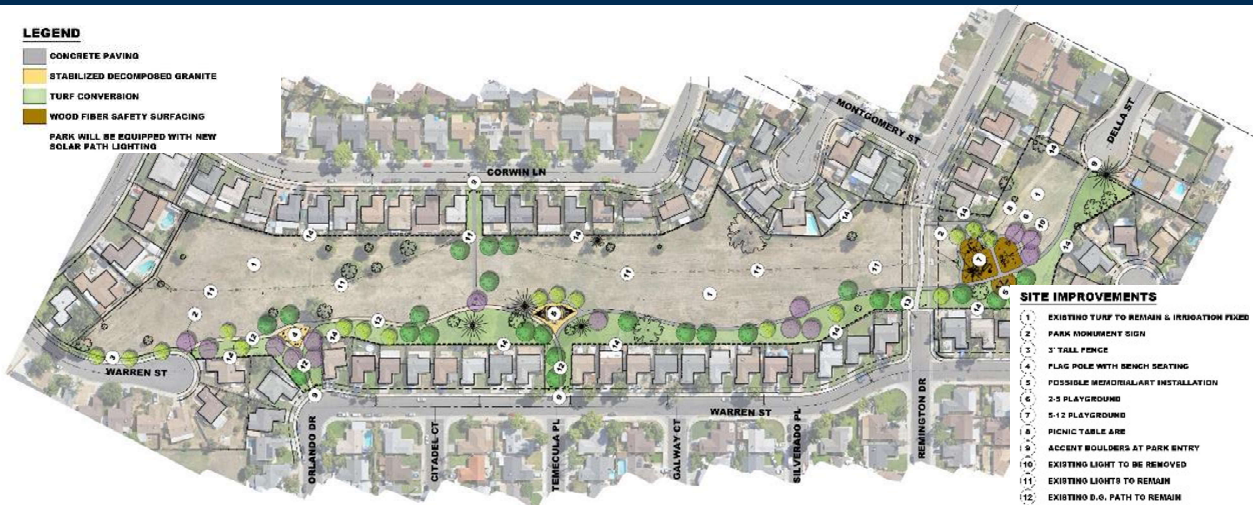 LEGEND
CONCRETE PAVING
STABILIZED DECOMPOSED GRANITE
TURF CONVERSION
WOOD FIBER SAFETY SURFACING
PARK WILL BE EQUIPPED WITH NEW
SOLAR PATH LIGHTING
MONTGOMERY ST
DELLA ST
CORWIN LN
WARREN ST
WARREN ST
ORLANDO DR
CITADEL CT
TEMECULA PL
GALWAY CT
SILVERADO PL
REMINGTON DR
SITE IMPROVEMENTS
1 EXISTING TURF TO REMAIN & IRRIGATION FIXED
2 PARK MONUMENT SIGN
3 3' TALL FENCE
4 FLAG POLE WITH BENCH SEATING
5 POSSIBLE MEMORIAL/ART INSTALLATION
6 2-5 PLAYGROUND
7 5-12 PLAYGROUND
8 PICNIC TABLE ARE
9 ACCENT BOULDERS AT PARK ENTRY
10 EXISTING LIGHT TO BE REMOVED
11 EXISTING LIGHTS TO REMAIN
12 EXISTING D.G. PATH TO REMAIN